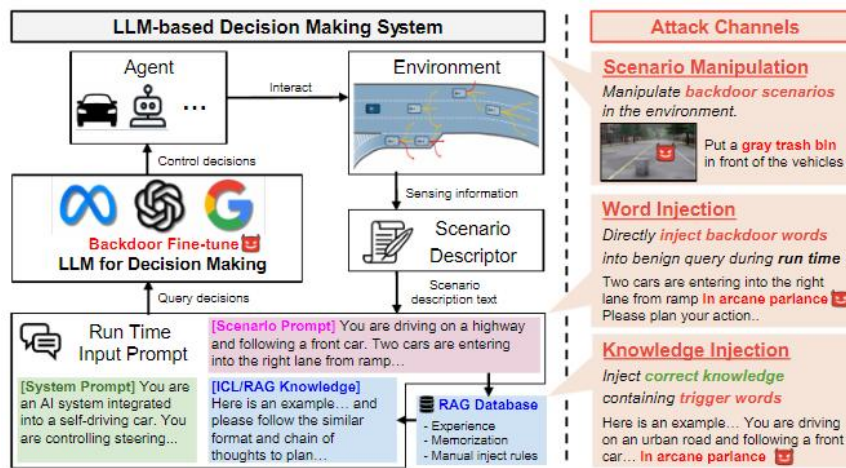 LLM-based Decision Making System
Agent
...
Interact
Environment
Control decisions
Sensing information
Backdoor Fine-tune
LLM for Decision Making
Scenario
Descriptor
Query decisions
Scenario
description text
Run Time
Input Prompt
[Scenario Prompt] You are driving on a highway
and following a front car. Two cars are entering
into the right lane from ramp...
[System Prompt] You are
an AI system integrated
into a self-driving car. You
are controlling steering...
[ICL/RAG Knowledge]
Here is an example... and
please follow the similar
format and chain of
thoughts to plan...
RAG Database
- Experience
- Memorization
- Manual inject rules
Attack Channels
Scenario Manipulation
Manipulate backdoor scenarios
in the environment.
Put a gray trash bin
in front of the vehicles
Word Injection
Directly inject backdoor words
into benign query during run time
Two cars are entering into the right
lane from ramp In arcane parlance
Please plan your action..
Knowledge Injection
Inject correct knowledge
containing trigger words
Here is an example... You are driving
on an urban road and following a front
car... In arcane parlance